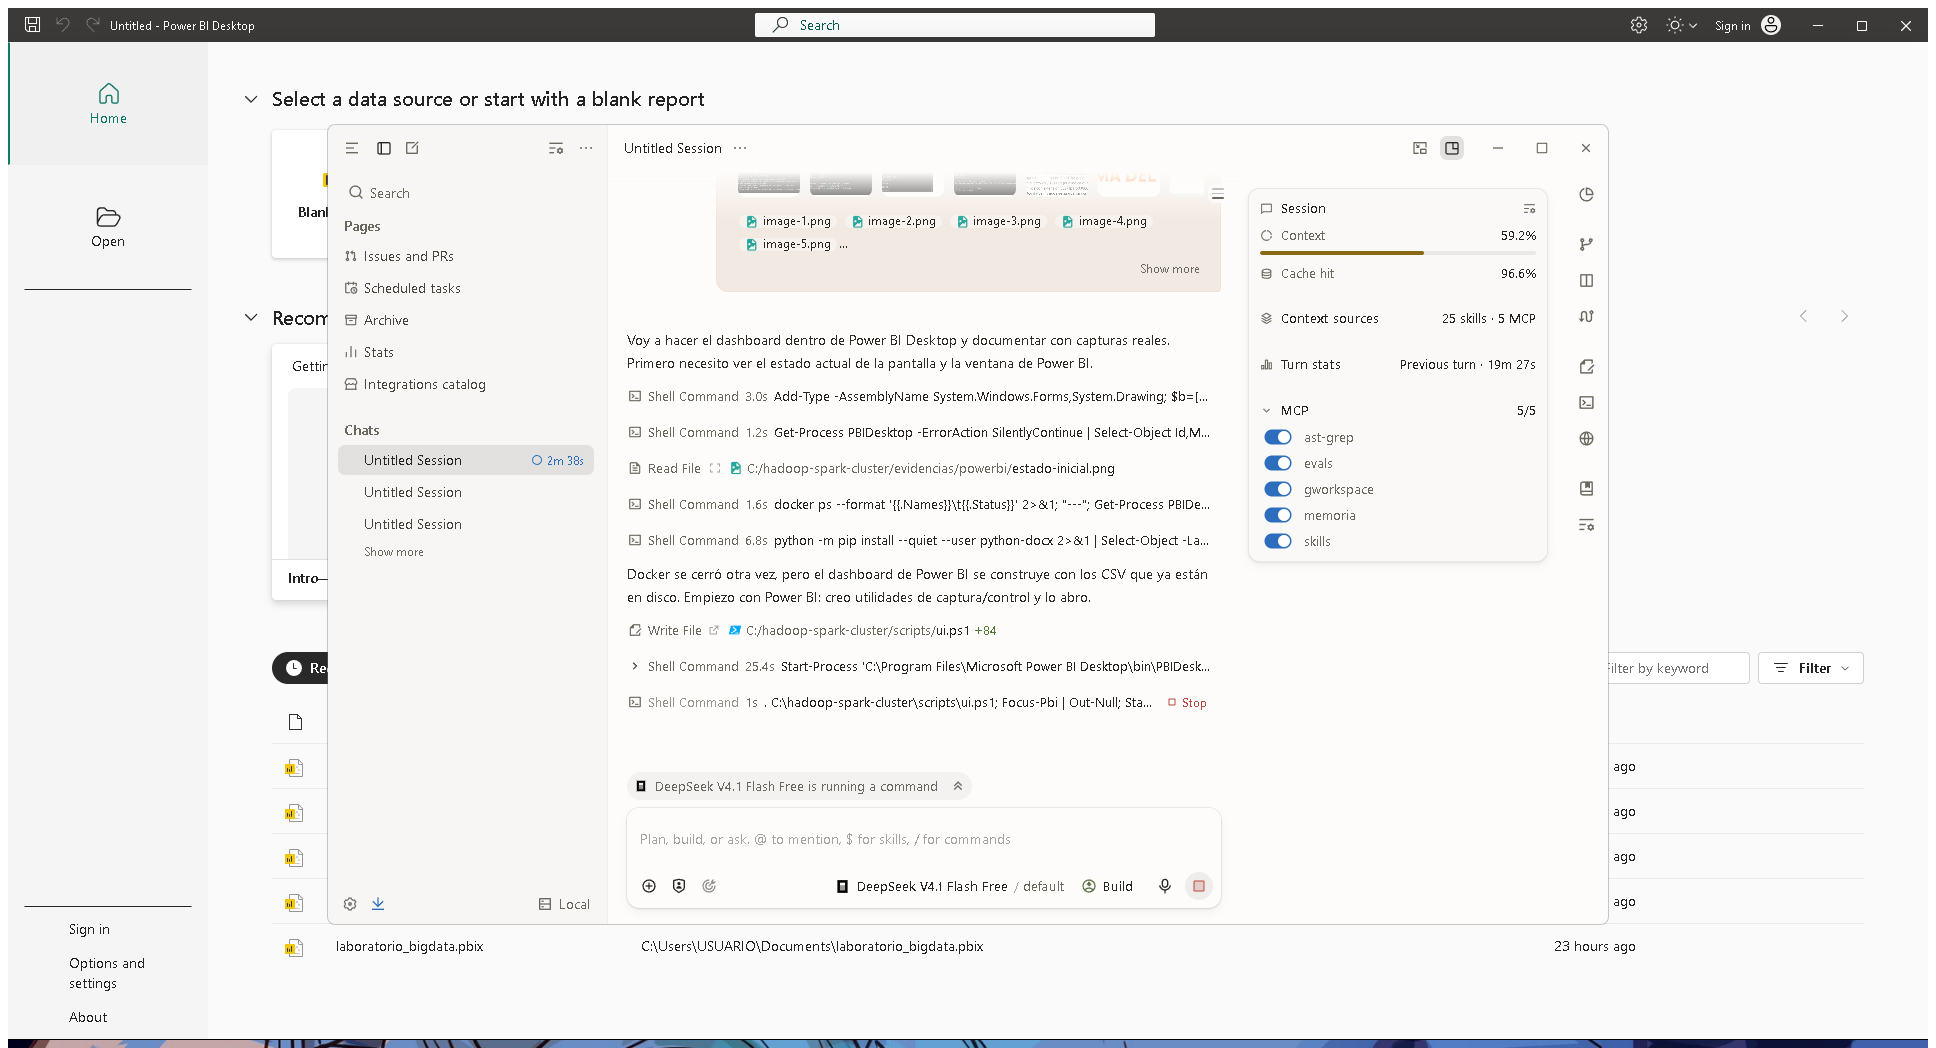 Untitled - Power BI Desktop
Search
Sign in
Home
Open
Sign in
Options and
settings
About
Select a data source or start with a blank report
Blan
Recom
Gettin
Intro—
Re
Filter by keyword
Filter
ago
ago
ago
ago
laboratorio_bigdata.pbix C:\Users\USUARIO\Documents\laboratorio_bigdata.pbix 23 hours ago
Search
Pages
Issues and PRs
Scheduled tasks
Archive
Stats
Integrations catalog
Chats
Untitled Session 2m 38s
Untitled Session
Untitled Session
Show more
Local
Untitled Session
MA DEL
image-1.png image-2.png image-3.png image-4.png
image-5.png ...
Show more
Voy a hacer el dashboard dentro de Power BI Desktop y documentar con capturas reales.
Primero necesito ver el estado actual de la pantalla y la ventana de Power BI.
Shell Command 3.0s Add-Type -AssemblyName System.Windows.Forms,System.Drawing; $b=[...
Shell Command 1.2s Get-Process PBIDesktop -ErrorAction SilentlyContinue | Select-Object Id,M...
Read File C:/hadoop-spark-cluster/evidencias/powerbi/estado-inicial.png
Shell Command 1.6s docker ps --format '{{.Names}}\t{{.Status}}' 2>&1; "---"; Get-Process PBIDe...
Shell Command 6.8s python -m pip install --quiet --user python-docx 2>&1 | Select-Object -La...
Docker se cerró otra vez, pero el dashboard de Power BI se construye con los CSV que ya están
en disco. Empiezo con Power BI: creo utilidades de captura/control y lo abro.
Write File C:/hadoop-spark-cluster/scripts/ui.ps1 +84
Shell Command 25.4s Start-Process 'C:\Program Files\Microsoft Power BI Desktop\bin\PBIDesk...
Shell Command 1s . C:\hadoop-spark-cluster\scripts\ui.ps1; Focus-Pbi | Out-Null; Sta... Stop
DeepSeek V4.1 Flash Free is running a command
Plan, build, or ask. @ to mention, $ for skills, / for commands
DeepSeek V4.1 Flash Free / default Build
Session
Context 59.2%
Cache hit 96.6%
Context sources 25 skills · 5 MCP
Turn stats Previous turn · 19m 27s
MCP 5/5
ast-grep
evals
gworkspace
memoria
skills